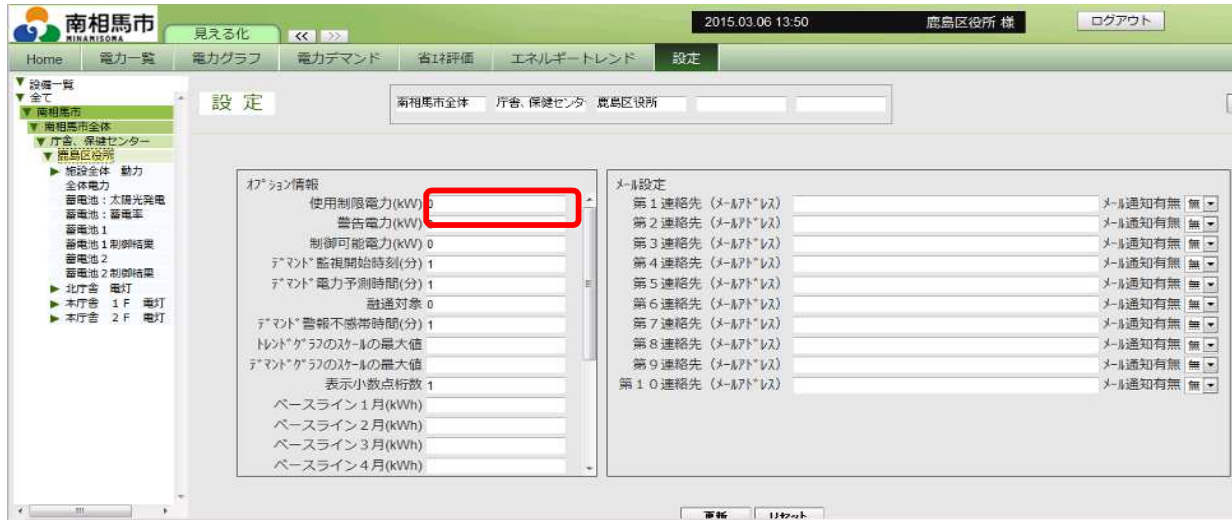 南相馬市
MINAMISOMA
見える化
<< >>
2015.03.06 13:50
鹿島区役所 様
ログアウト
Home 電力一覧 電力グラフ 電力デマンド 省ｴﾈ評価 エネルギートレンド 設定
▼ 設備一覧
▼ 全て
▼ 南相馬市
▼ 南相馬市全体
▼ 庁舎、保健センター
▼ 鹿島区役所
▶ 施設全体 動力
全体電力
蓄電池：太陽光発電
蓄電池：蓄電率
蓄電池１
蓄電池１制御結果
蓄電池２
蓄電池２制御結果
▶ 北庁舎 電灯
▶ 本庁舎 １Ｆ 電灯
▶ 本庁舎 ２Ｆ 電灯
設 定
南相馬市全体 庁舎、保健センタ 鹿島区役所
ｵﾌﾟｼｮﾝ情報
使用制限電力(kW) 0
警告電力(kW)
制御可能電力(kW) 0
ﾃﾞﾏﾝﾄﾞ監視開始時刻(分) 1
ﾃﾞﾏﾝﾄﾞ電力予測時間(分) 1
融通対象 0
ﾃﾞﾏﾝﾄﾞ警報不感帯時間(分) 1
ﾄﾚﾝﾄﾞｸﾞﾗﾌのｽｹｰﾙの最大値
ﾃﾞﾏﾝﾄﾞｸﾞﾗﾌのｽｹｰﾙの最大値
表示小数点桁数 1
ベースライン１月(kWh)
ベースライン２月(kWh)
ベースライン３月(kWh)
ベースライン４月(kWh)
ﾒｰﾙ設定
第１連絡先（ﾒｰﾙｱﾄﾞﾚｽ） ﾒｰﾙ通知有無 無
第２連絡先（ﾒｰﾙｱﾄﾞﾚｽ） ﾒｰﾙ通知有無 無
第３連絡先（ﾒｰﾙｱﾄﾞﾚｽ） ﾒｰﾙ通知有無 無
第４連絡先（ﾒｰﾙｱﾄﾞﾚｽ） ﾒｰﾙ通知有無 無
第５連絡先（ﾒｰﾙｱﾄﾞﾚｽ） ﾒｰﾙ通知有無 無
第６連絡先（ﾒｰﾙｱﾄﾞﾚｽ） ﾒｰﾙ通知有無 無
第７連絡先（ﾒｰﾙｱﾄﾞﾚｽ） ﾒｰﾙ通知有無 無
第８連絡先（ﾒｰﾙｱﾄﾞﾚｽ） ﾒｰﾙ通知有無 無
第９連絡先（ﾒｰﾙｱﾄﾞﾚｽ） ﾒｰﾙ通知有無 無
第１０連絡先（ﾒｰﾙｱﾄﾞﾚｽ） ﾒｰﾙ通知有無 無
更新 ﾘｾｯﾄ